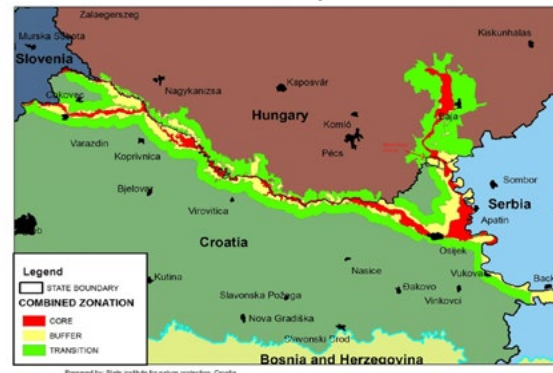 Zalaegerszeg
Kiskunhalas
Murska Sobota
Slovenia
Nagykanizsa
Kaposvár
Cakovec
Hungary
Komló
Baja
Varazdin
Koprivnica
Pécs
Sombor
Bjelovar
Serbia
Virovitica
Apatin
Croatia
Osijek
Legend
STATE BOUNDARY
COMBINED ZONATION
CORE
BUFFER
TRANSITION
Kutina
Nasice
Vukovar
Đakovo
Vinkovci
Slavonska Požega
Nova Gradiška
Slavonski Brod
Bosnia and Herzegovina